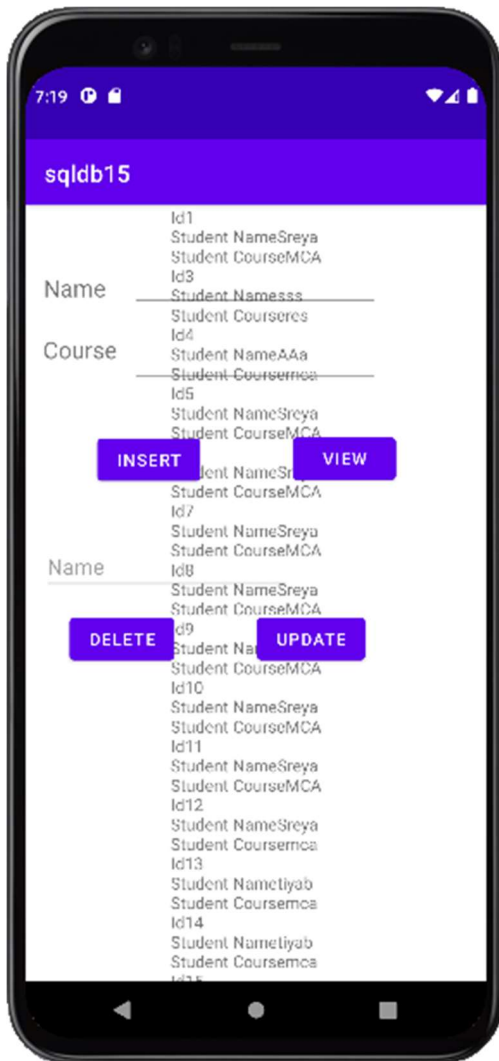 7:19
sqldb15
Id1
Student NameSreya
Student CourseMCA
Id3
Name
Student Namesss
Student Courseres
Id4
Course
Student NameAAa
Student Coursemca
Id5
Student NameSreya
Student CourseMCA
INSERT
VIEW
Student CourseMCA
Id7
Student NameSreya
Student CourseMCA
Name
Id8
Student NameSreya
Student CourseMCA
DELETE
UPDATE
Student CourseMCA
Id10
Student NameSreya
Student CourseMCA
Id11
Student NameSreya
Student CourseMCA
Id12
Student NameSreya
Student Coursemca
Id13
Student Nametiyab
Student Coursemca
Id14
Student Nametiyab
Student Coursemca
Id15